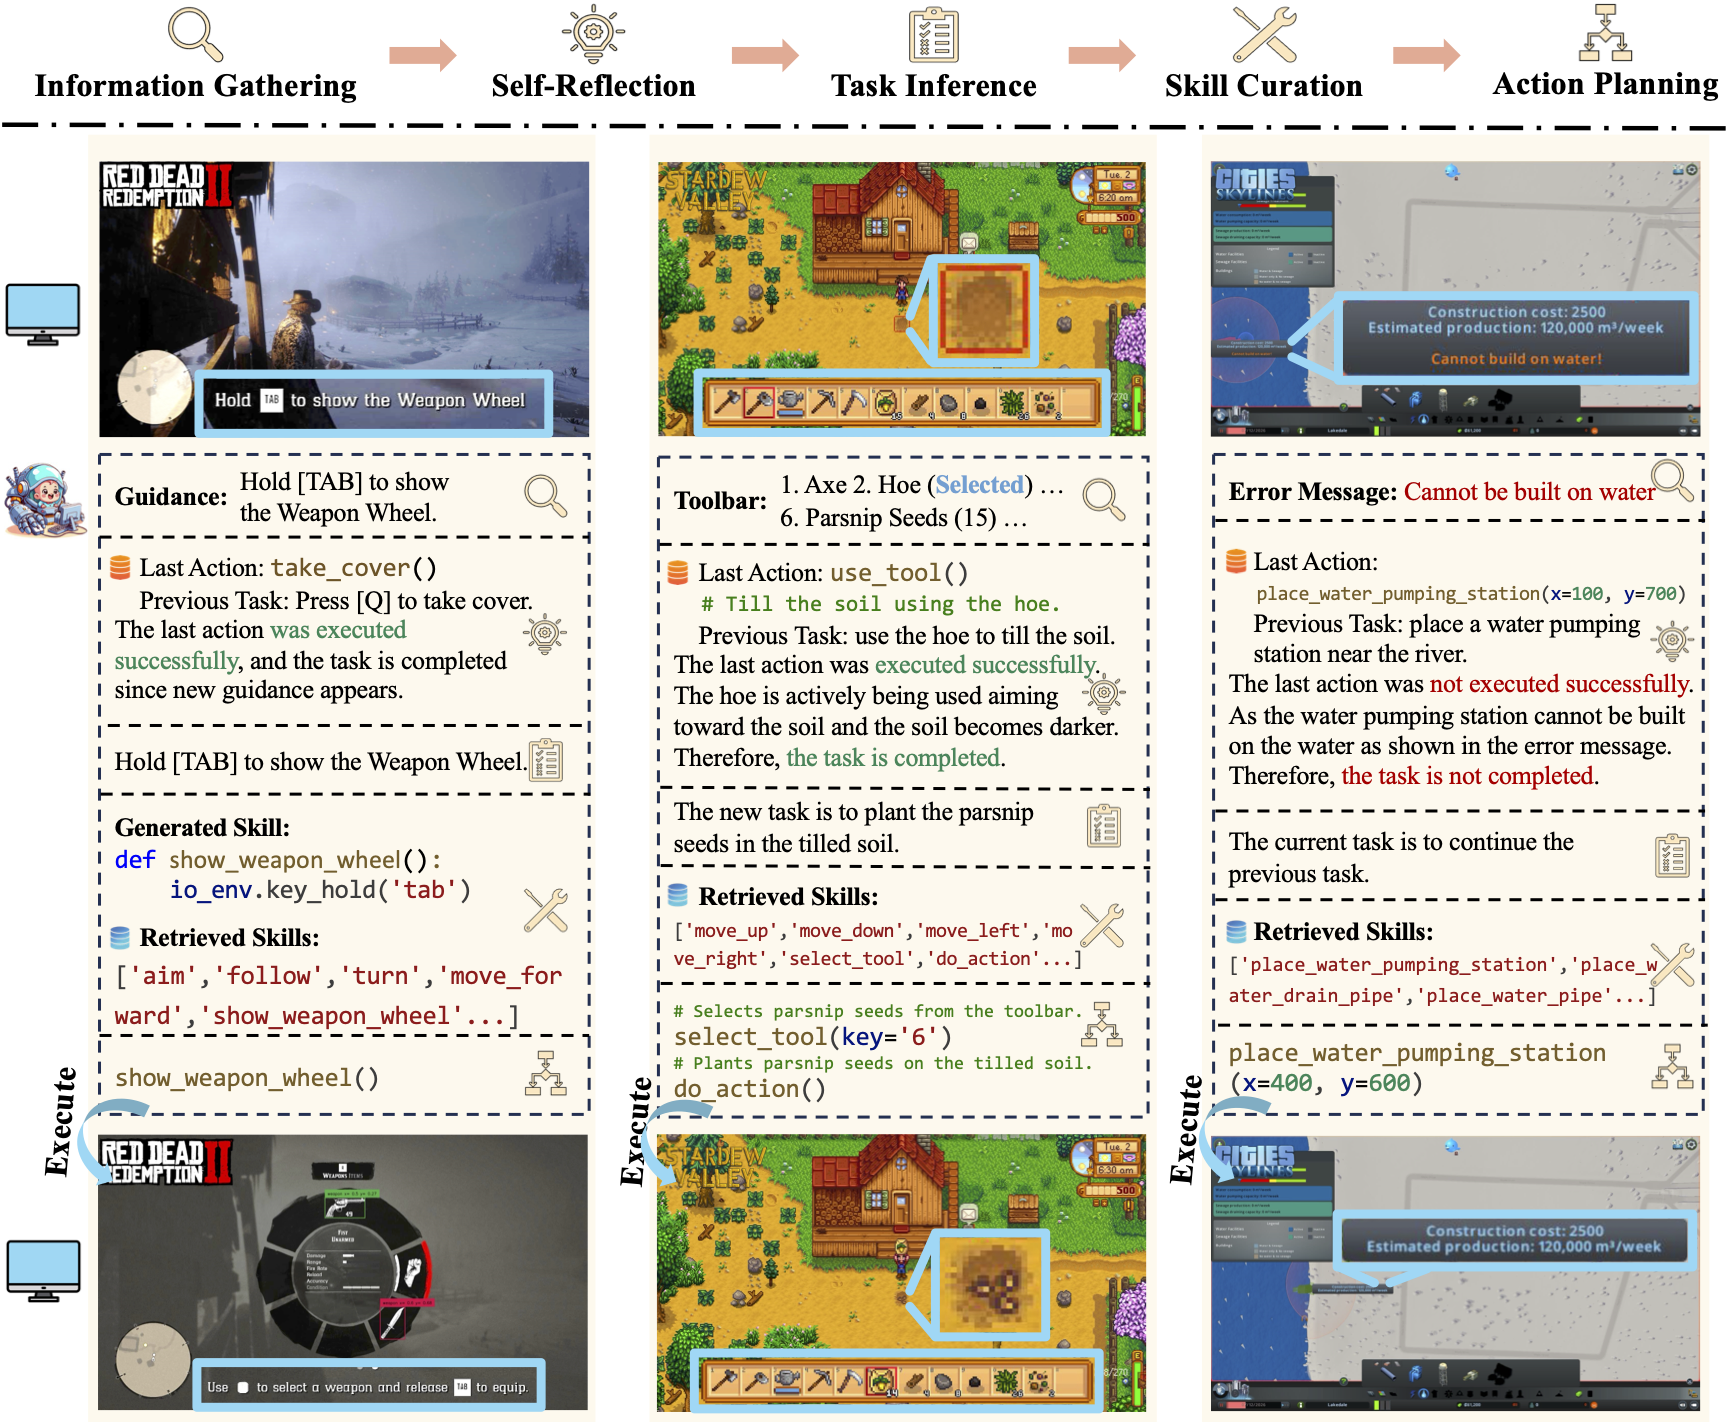 Information Gathering
Self-Reflection
Task Inference
Skill Curation
Action Planning
RED DEAD
REDEMPTION II
Hold TAB to show the Weapon Wheel
Guidance: Hold [TAB] to show
the Weapon Wheel.
Last Action: take_cover()
Previous Task: Press [Q] to take cover.
The last action was executed
successfully, and the task is completed
since new guidance appears.
Hold [TAB] to show the Weapon Wheel.
Generated Skill:
def show_weapon_wheel():
io_env.key_hold('tab')
Retrieved Skills:
['aim','follow','turn','move_for
ward','show_weapon_wheel'...]
show_weapon_wheel()
Execute
RED DEAD
REDEMPTION II
WEAPONS ITEMS
FIST
UNARMED
Use to select a weapon and release TAB to equip.
STARDEW
VALLEY
Tue. 2
6:20 am
500
15
Toolbar: 1. Axe 2. Hoe (Selected) ...
6. Parsnip Seeds (15) ...
Last Action: use_tool()
# Till the soil using the hoe.
Previous Task: use the hoe to till the soil.
The last action was executed successfully.
The hoe is actively being used aiming
toward the soil and the soil becomes darker.
Therefore, the task is completed.
The new task is to plant the parsnip
seeds in the tilled soil.
Retrieved Skills:
['move_up','move_down','move_left','mo
ve_right','select_tool','do_action'...]
# Selects parsnip seeds from the toolbar.
select_tool(key='6')
# Plants parsnip seeds on the tilled soil.
do_action()
Execute
STARDEW
VALLEY
Tue. 2
6:30 am
500
14
CITIES
SKYLINES
Construction cost: 2500
Estimated production: 120,000 m³/week
Cannot build on water!
Error Message: Cannot be built on water
Last Action:
place_water_pumping_station(x=100, y=700)
Previous Task: place a water pumping
station near the river.
The last action was not executed successfully.
As the water pumping station cannot be built
on the water as shown in the error message.
Therefore, the task is not completed.
The current task is to continue the
previous task.
Retrieved Skills:
['place_water_pumping_station','place_w
ater_drain_pipe','place_water_pipe'...]
place_water_pumping_station
(x=400, y=600)
Execute
CITIES
SKYLINES
Construction cost: 2500
Estimated production: 120,000 m³/week